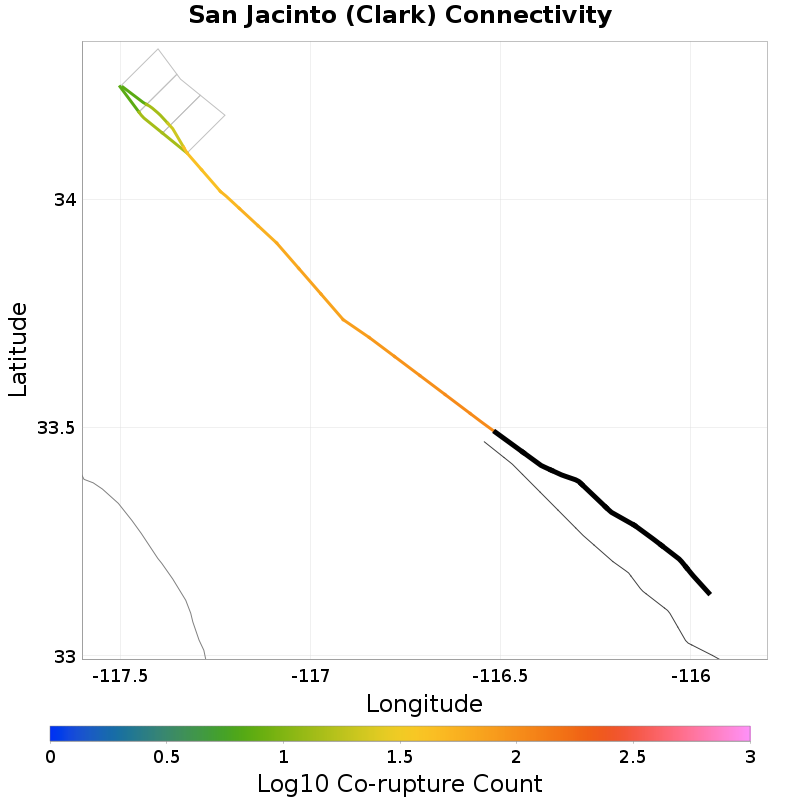 San Jacinto (Clark) Connectivity
Latitude
34
33.5
33
-117.5 -117 -116.5 -116
Longitude
0 0.5 1 1.5 2 2.5 3
Log10 Co-rupture Count